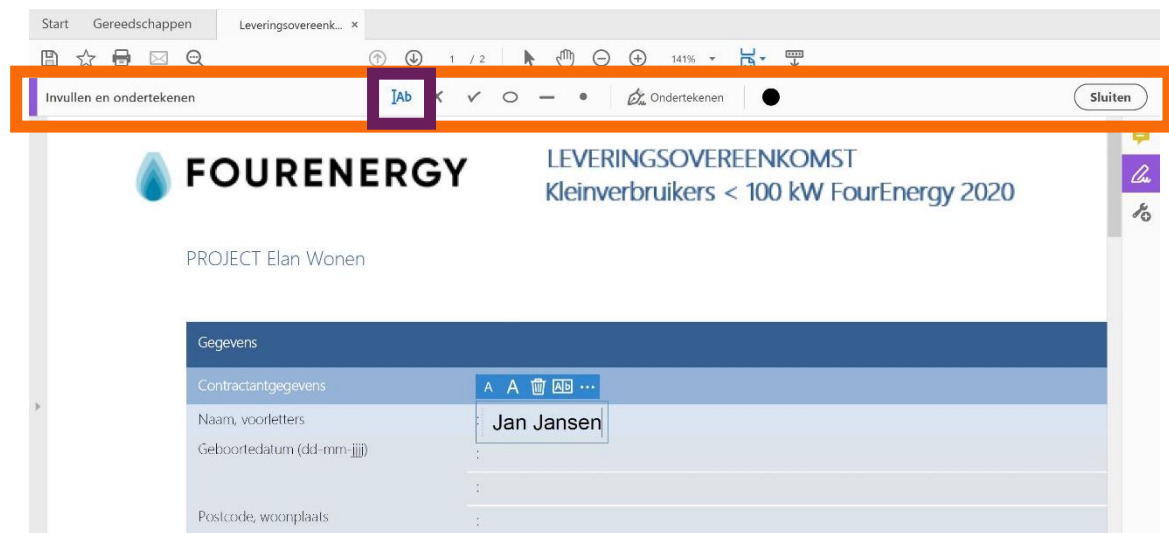 Start Gereedschappen Leveringsovereenk... ×
1 / 2 141%
Invullen en ondertekenen Ab Ondertekenen Sluiten
FOURENERGY
LEVERINGSOVEREENKOMST
Kleinverbruikers < 100 kW FourEnergy 2020
PROJECT Elan Wonen
Gegevens
Contractantgegevens
A A Ab ...
Naam, voorletters : Jan Jansen
Geboortedatum (dd-mm-jjjj) :
:
Postcode, woonplaats :